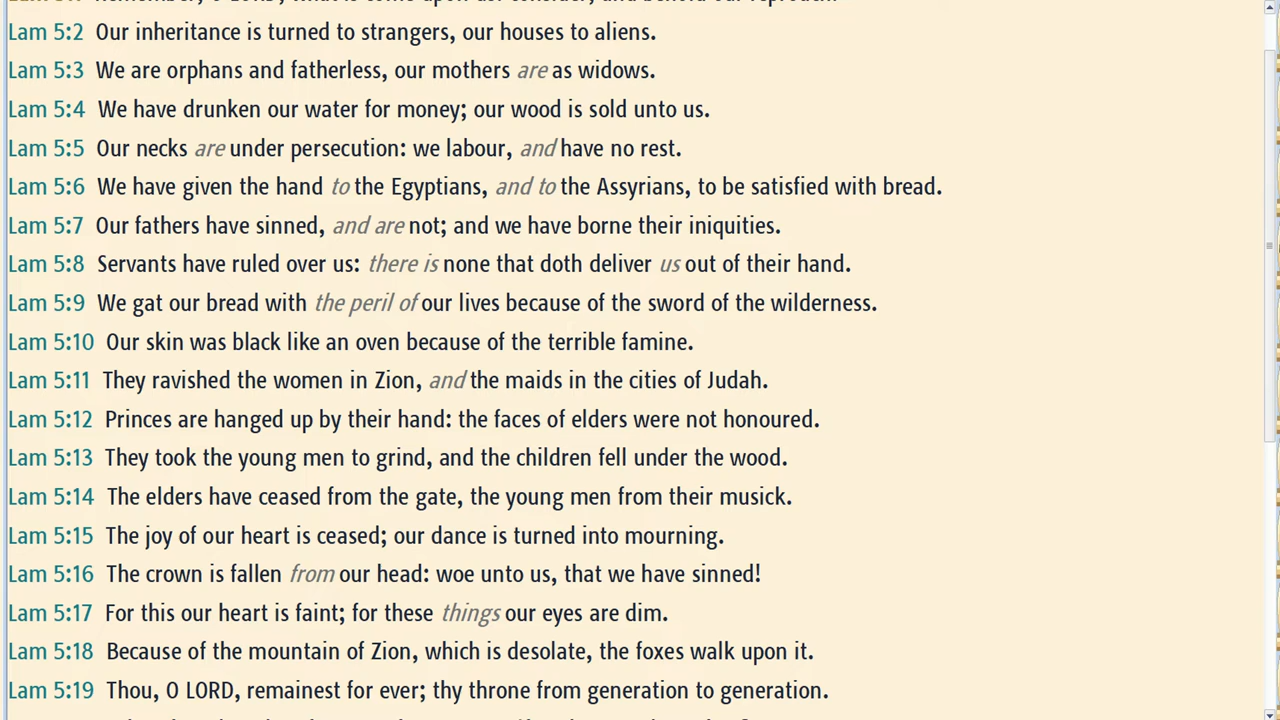 Lam 5:2 Our inheritance is turned to strangers, our houses to aliens.
Lam 5:3 We are orphans and fatherless, our mothers are as widows.
Lam 5:4 We have drunken our water for money; our wood is sold unto us.
Lam 5:5 Our necks are under persecution: we labour, and have no rest.
Lam 5:6 We have given the hand to the Egyptians, and to the Assyrians, to be satisfied with bread.
Lam 5:7 Our fathers have sinned, and are not; and we have borne their iniquities.
Lam 5:8 Servants have ruled over us: there is none that doth deliver us out of their hand.
Lam 5:9 We gat our bread with the peril of our lives because of the sword of the wilderness.
Lam 5:10 Our skin was black like an oven because of the terrible famine.
Lam 5:11 They ravished the women in Zion, and the maids in the cities of Judah.
Lam 5:12 Princes are hanged up by their hand: the faces of elders were not honoured.
Lam 5:13 They took the young men to grind, and the children fell under the wood.
Lam 5:14 The elders have ceased from the gate, the young men from their musick.
Lam 5:15 The joy of our heart is ceased; our dance is turned into mourning.
Lam 5:16 The crown is fallen from our head: woe unto us, that we have sinned!
Lam 5:17 For this our heart is faint; for these things our eyes are dim.
Lam 5:18 Because of the mountain of Zion, which is desolate, the foxes walk upon it.
Lam 5:19 Thou, O LORD, remainest for ever; thy throne from generation to generation.